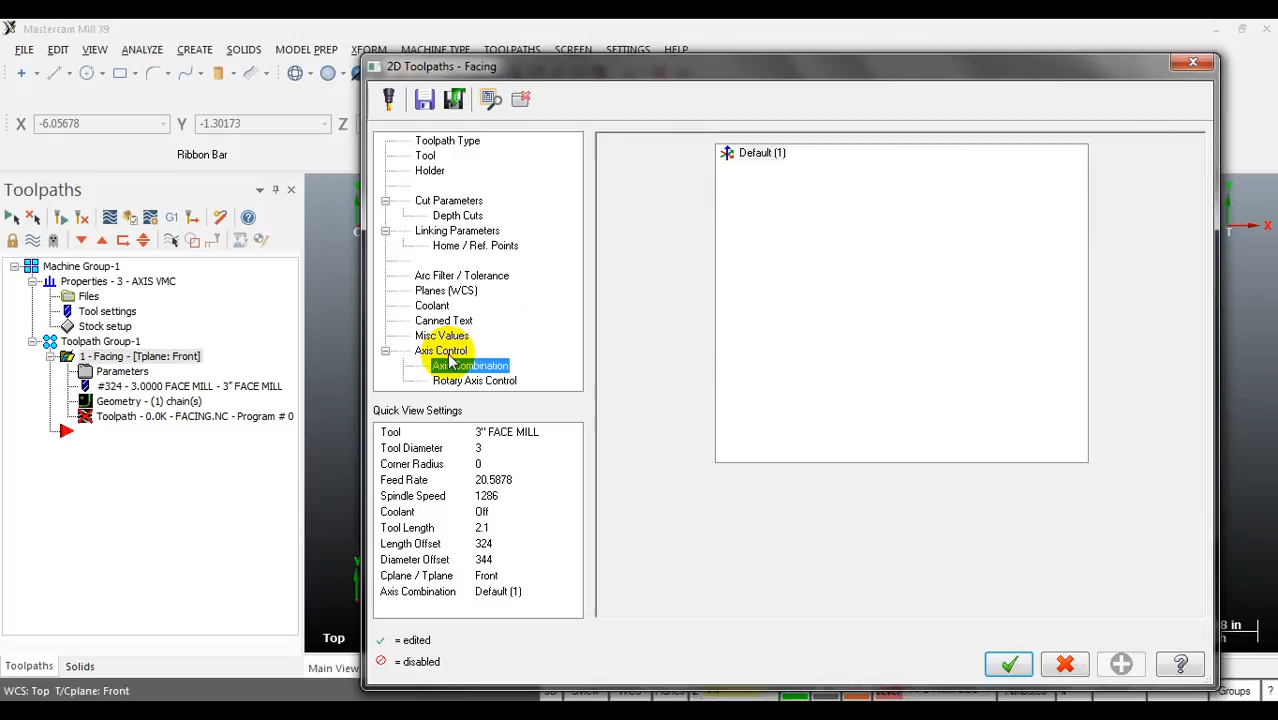 Mastercam Mill X9
FILE EDIT VIEW ANALYZE CREATE SOLIDS MODEL PREP XFORM MACHINE TYPE TOOLPATHS SCREEN SETTINGS HELP
2D Toolpaths - Facing
X -6.05678 Y -1.30173 Z
Ribbon Bar
Toolpaths
G1
Machine Group-1
Properties - 3 - AXIS VMC
Files
Tool settings
Stock setup
Toolpath Group-1
1 - Facing - [Tplane: Front]
Parameters
#324 - 3.0000 FACE MILL - 3" FACE MILL
Geometry - (1) chain(s)
Toolpath - 0.0K - FACING.NC - Program # 0
Toolpaths Solids
WCS: Top T/Cplane: Front
Toolpath Type
Tool
Holder
Cut Parameters
Depth Cuts
Linking Parameters
Home / Ref. Points
Arc Filter / Tolerance
Planes (WCS)
Coolant
Canned Text
Misc Values
Axis Control
Axis Combination
Rotary Axis Control
Default (1)
Quick View Settings
Tool 3" FACE MILL
Tool Diameter 3
Corner Radius 0
Feed Rate 20.5878
Spindle Speed 1286
Coolant Off
Tool Length 2.1
Length Offset 324
Diameter Offset 344
Cplane / Tplane Front
Axis Combination Default (1)
= edited
= disabled
Top
Main View
X
T
Y
8 in
Groups ?